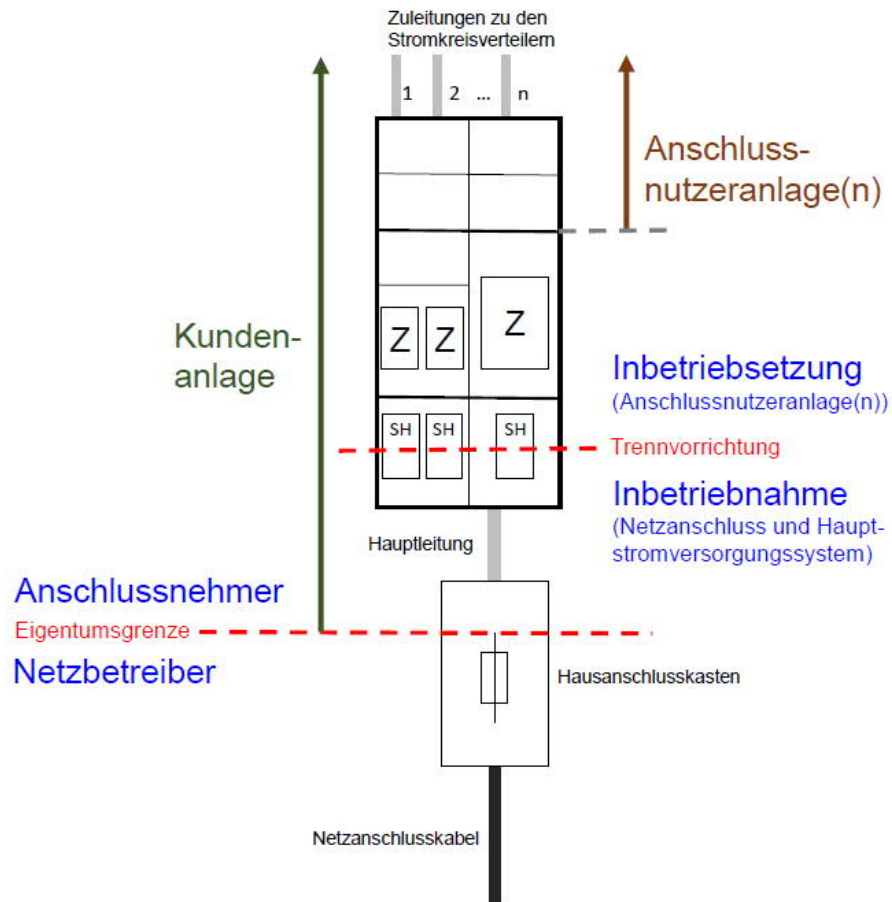 Zuleitungen zu den
Stromkreisverteilern
1 2 ... n
Anschluss-
nutzeranlage(n)
Kunden-
anlage
Z Z Z
Inbetriebsetzung
(Anschlussnutzeranlage(n))
SH SH SH
Trennvorrichtung
Inbetriebnahme
(Netzanschluss und Haupt-
stromversorgungssystem)
Hauptleitung
Anschlussnehmer
Eigentumsgrenze
Netzbetreiber
Hausanschlusskasten
Netzanschlusskabel